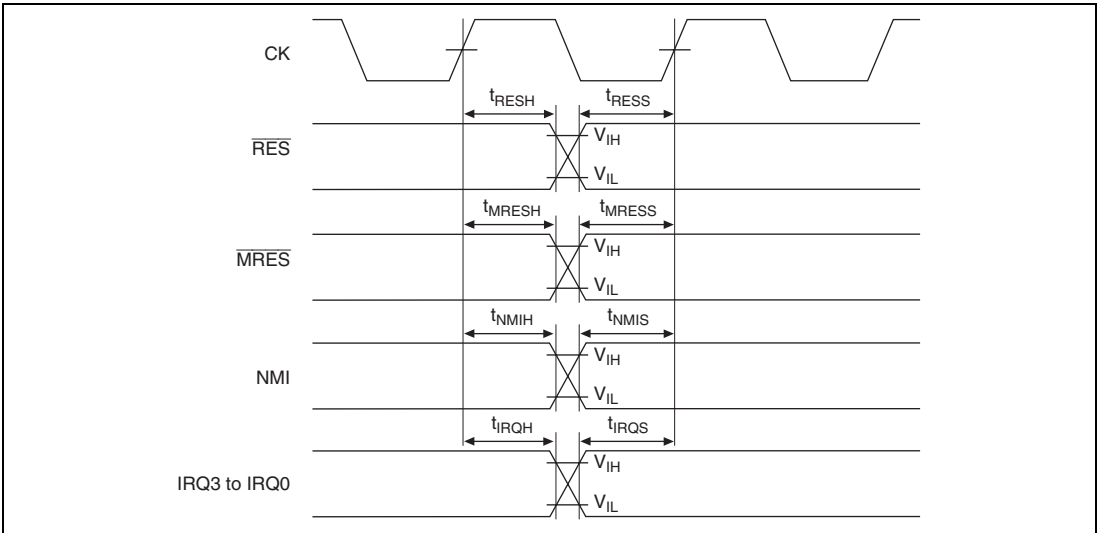 CK
tRESH tRESS
RES
VIH
VIL
tMRESH tMRESS
MRES
VIH
VIL
tNMIH tNMIS
NMI
VIH
VIL
tIRQH tIRQS
IRQ3 to IRQ0
VIH
VIL